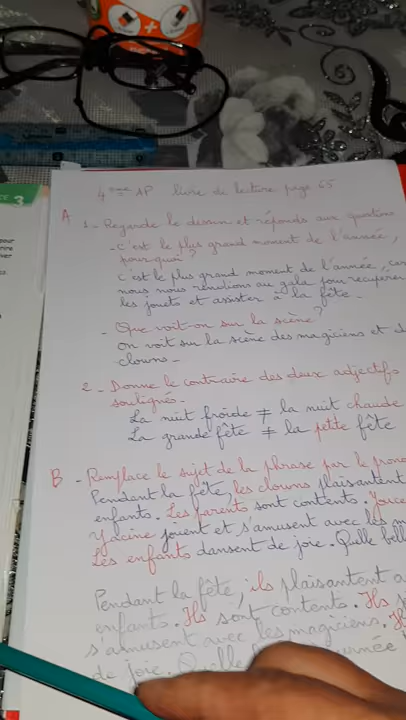 4ème AP livre de lecture page 65
A 1 - Regarde le dessin et réponds aux questions
- C'est le plus grand moment de l'année,
pourquoi?
C'est le plus grand moment de l'année, car
nous nous rendions au gala pour récupérer
les jouets et assister à la fête.
- Que voit-on sur la scène?
on voit sur la scène des magiciens et d
clowns.
2 - Donne le contraire des deux adjectifs
soulignés.
La nuit froide ≠ la nuit chaude
La grande fête ≠ la petite fête
B - Remplace le sujet de la phrase par le pron
Pendant la fête, les clowns plaisantent
enfants. Les parents sont contents. Youce
Yacine jouent et s'amusent avec les m
Les enfants dansent de joie. Quelle bell
Pendant la fête, ils plaisantent a
enfants. Ils sont contents. Ils j
s'amusent avec les magiciens.
de joie. Quelle